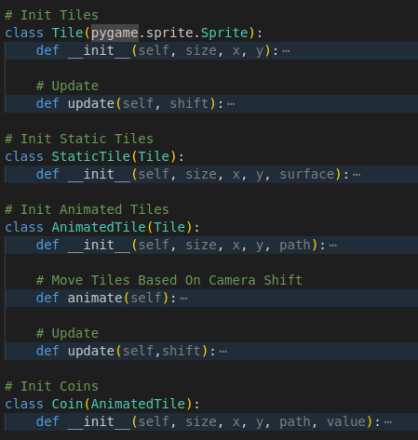 # Init Tiles
class Tile(pygame.sprite.Sprite):
    def __init__(self, size, x, y):⋯
    # Update
    def update(self, shift):⋯
# Init Static Tiles
class StaticTile(Tile):
    def __init__(self, size, x, y, surface):⋯
# Init Animated Tiles
class AnimatedTile(Tile):
    def __init__(self, size, x, y, path):⋯
    # Move Tiles Based On Camera Shift
    def animate(self):⋯
    # Update
    def update(self,shift):⋯
# Init Coins
class Coin(AnimatedTile):
    def __init__(self, size, x, y, path, value):⋯